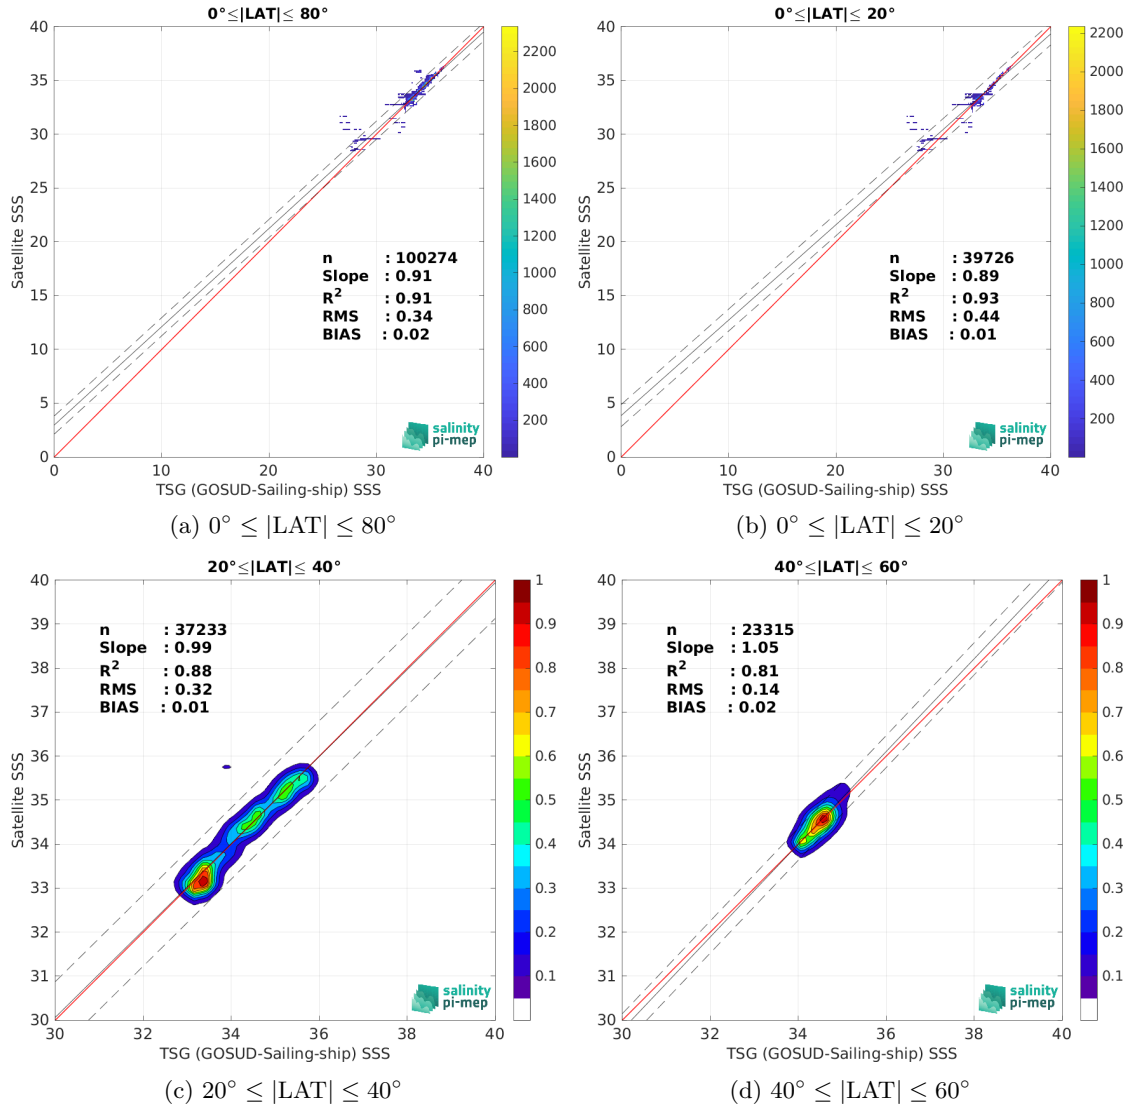 0°≤|LAT|≤ 80°
40
35
30
25
20
15
10
5
0
Satellite SSS
n : 100274
Slope : 0.91
R² : 0.91
RMS : 0.34
BIAS : 0.02
salinity
pi-mep
0 10 20 30 40
TSG (GOSUD-Sailing-ship) SSS
2200
2000
1800
1600
1400
1200
1000
800
600
400
200
(a) 0° ≤ |LAT| ≤ 80°
0°≤|LAT|≤ 20°
40
35
30
25
20
15
10
5
0
Satellite SSS
n : 39726
Slope : 0.89
R² : 0.93
RMS : 0.44
BIAS : 0.01
salinity
pi-mep
0 10 20 30 40
TSG (GOSUD-Sailing-ship) SSS
2200
2000
1800
1600
1400
1200
1000
800
600
400
200
(b) 0° ≤ |LAT| ≤ 20°
20°≤|LAT|≤ 40°
40
39
38
37
36
35
34
33
32
31
30
Satellite SSS
n : 37233
Slope : 0.99
R² : 0.88
RMS : 0.32
BIAS : 0.01
salinity
pi-mep
30 32 34 36 38 40
TSG (GOSUD-Sailing-ship) SSS
1
0.9
0.8
0.7
0.6
0.5
0.4
0.3
0.2
0.1
(c) 20° ≤ |LAT| ≤ 40°
40°≤|LAT|≤ 60°
40
39
38
37
36
35
34
33
32
31
30
Satellite SSS
n : 23315
Slope : 1.05
R² : 0.81
RMS : 0.14
BIAS : 0.02
salinity
pi-mep
30 32 34 36 38 40
TSG (GOSUD-Sailing-ship) SSS
1
0.9
0.8
0.7
0.6
0.5
0.4
0.3
0.2
0.1
(d) 40° ≤ |LAT| ≤ 60°